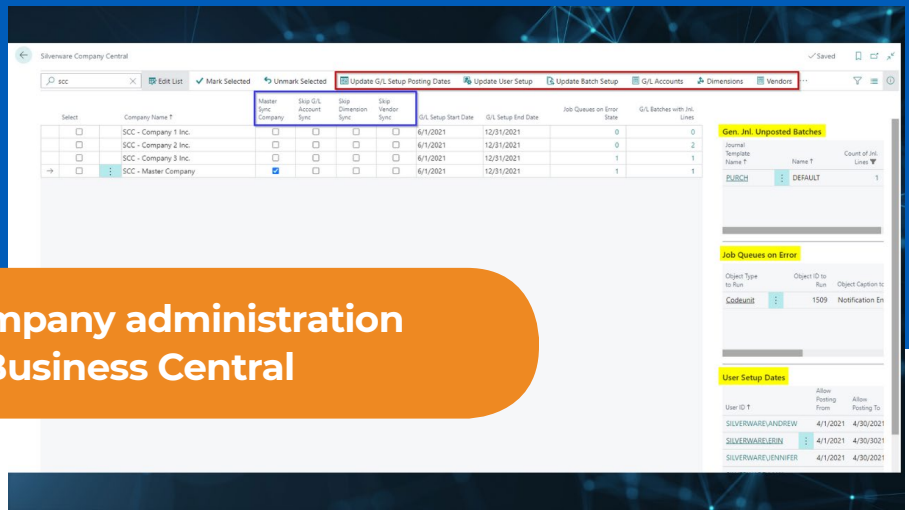 Silverware Company Central
Saved
scc
Edit List
Mark Selected
Unmark Selected
Update G/L Setup Posting Dates
Update User Setup
Update Batch Setup
G/L Accounts
Dimensions
Vendors
Select
Company Name ↑
Master Sync Company
Skip G/L Account Sync
Skip Dimension Sync
Skip Vendor Sync
G/L Setup Start Date
G/L Setup End Date
Job Queues on Error State
G/L Batches with Jnl. Lines
SCC - Company 1 Inc. 6/1/2021 12/31/2021 0 0
SCC - Company 2 Inc. 6/1/2021 12/31/2021 0 2
SCC - Company 3 Inc. 6/1/2021 12/31/2021 1 1
SCC - Master Company 6/1/2021 12/31/2021 1 1
Gen. Jnl. Unposted Batches
Journal Template Name ↑
Name ↑
Count of Jnl. Lines
PURCH DEFAULT 1
Job Queues on Error
Object Type to Run
Object ID to Run
Object Caption to
Codeunit 1509 Notification En
User Setup Dates
User ID ↑
Allow Posting From
Allow Posting To
SILVERWARE\ANDREW 4/1/2021 4/30/2021
SILVERWARE\ERIN 4/1/2021 4/30/3021
SILVERWARE\JENNIFER 4/1/2021 4/30/2021
mpany administration
Business Central